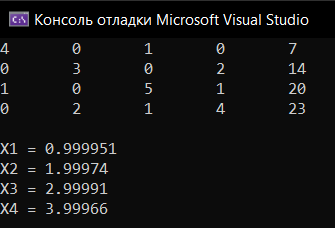 Консоль отладки Microsoft Visual Studio
4 0 1 0 7
0 3 0 2 14
1 0 5 1 20
0 2 1 4 23
X1 = 0.999951
X2 = 1.99974
X3 = 2.99991
X4 = 3.99966